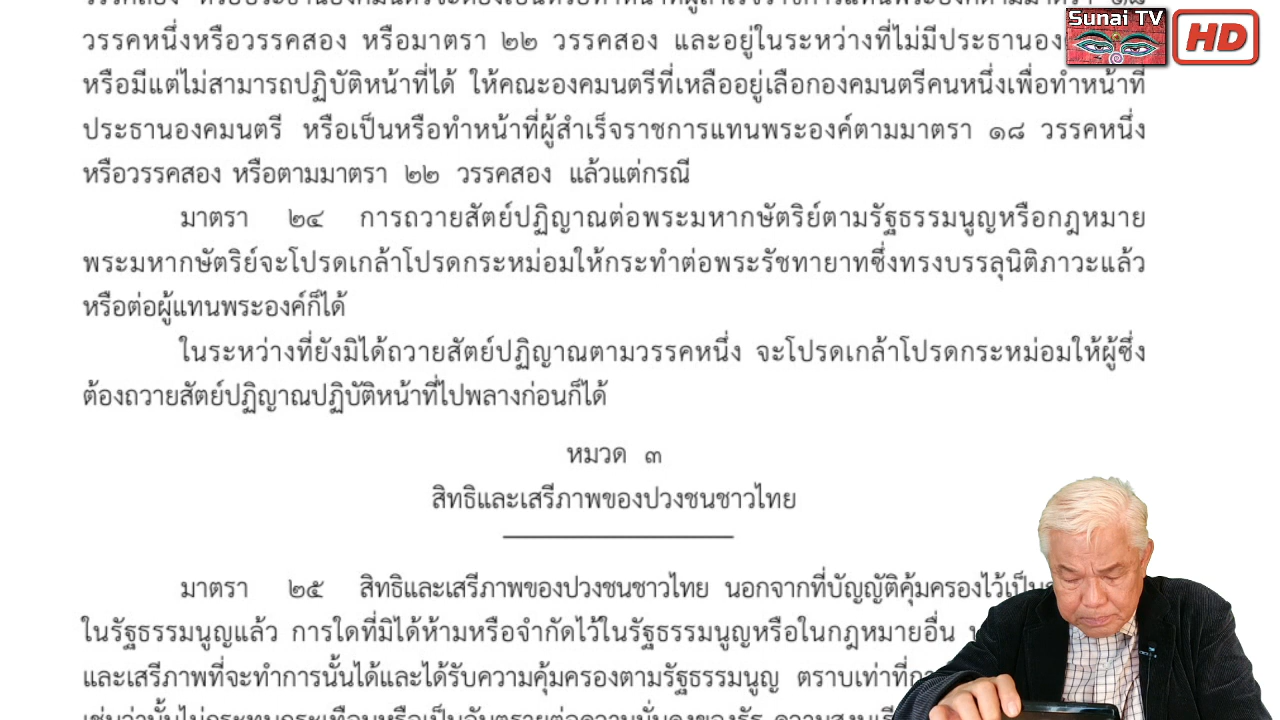 Sunai TV
HD
วรรคหนึ่งหรือวรรคสอง หรือมาตรา ๒๒ วรรคสอง และอยู่ในระหว่างที่ไม่มีประธานอง
หรือมีแต่ไม่สามารถปฏิบัติหน้าที่ได้ ให้คณะองคมนตรีที่เหลืออยู่เลือกองคมนตรีคนหนึ่งเพื่อทำหน้าที่
ประธานองคมนตรี หรือเป็นหรือทำหน้าที่ผู้สำเร็จราชการแทนพระองค์ตามมาตรา ๑๘ วรรคหนึ่ง
หรือวรรคสอง หรือตามมาตรา ๒๒ วรรคสอง แล้วแต่กรณี
มาตรา ๒๔ การถวายสัตย์ปฏิญาณต่อพระมหากษัตริย์ตามรัฐธรรมนูญหรือกฎหมาย
พระมหากษัตริย์จะโปรดเกล้าโปรดกระหม่อมให้กระทำต่อพระรัชทายาทซึ่งทรงบรรลุนิติภาวะแล้ว
หรือต่อผู้แทนพระองค์ก็ได้
ในระหว่างที่ยังมิได้ถวายสัตย์ปฏิญาณตามวรรคหนึ่ง จะโปรดเกล้าโปรดกระหม่อมให้ผู้ซึ่ง
ต้องถวายสัตย์ปฏิญาณปฏิบัติหน้าที่ไปพลางก่อนก็ได้
หมวด ๓
สิทธิและเสรีภาพของปวงชนชาวไทย
มาตรา ๒๕ สิทธิและเสรีภาพของปวงชนชาวไทย นอกจากที่บัญญัติคุ้มครองไว้เป็น
ในรัฐธรรมนูญแล้ว การใดที่มิได้ห้ามหรือจำกัดไว้ในรัฐธรรมนูญหรือในกฎหมายอื่น
และเสรีภาพที่จะทำการนั้นได้และได้รับความคุ้มครองตามรัฐธรรมนูญ ตราบเท่าที่กา